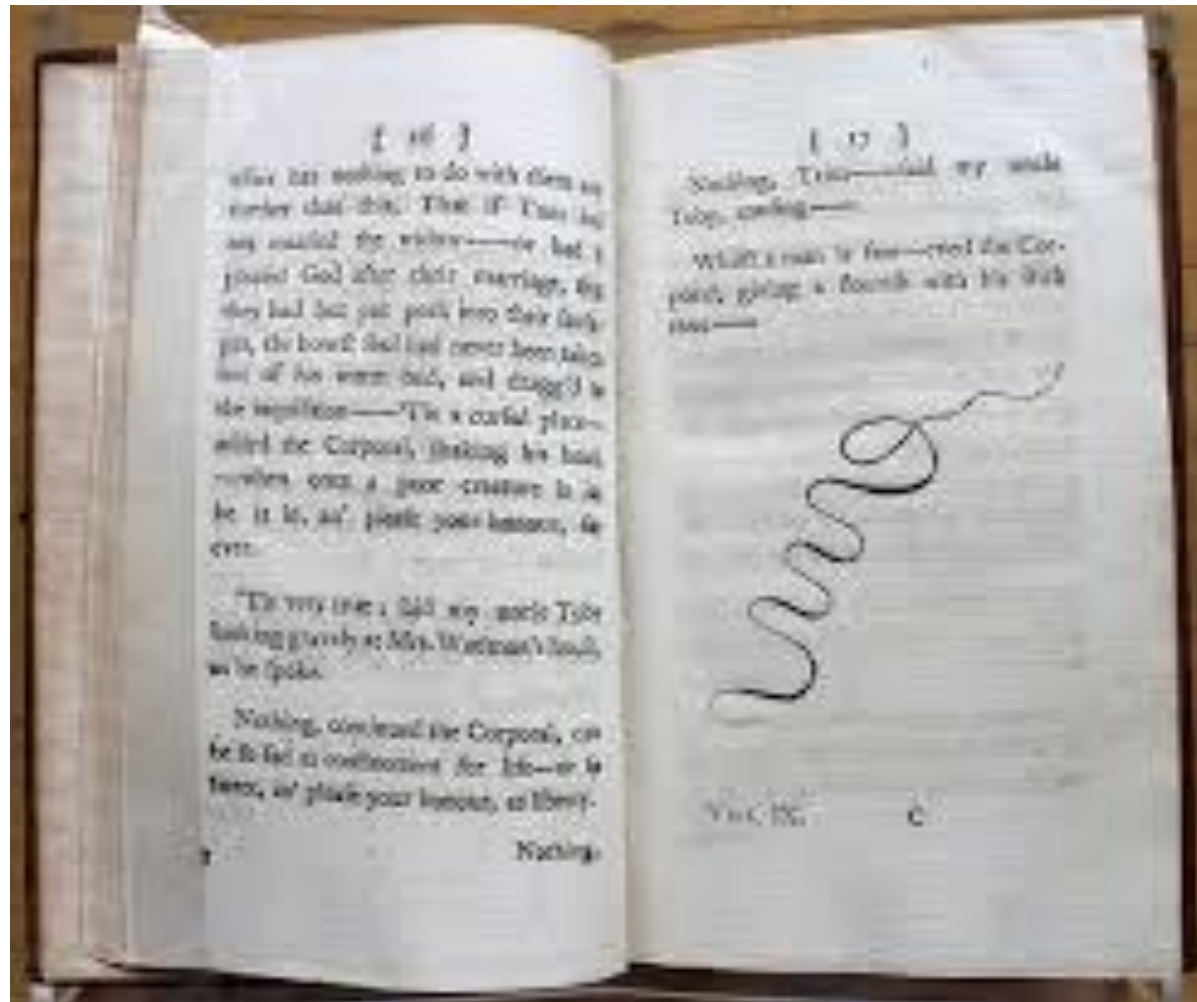 [ 16 ]
has nothing to do with them
than this, That if Tom had
not married the widow——or had it
pleased God after their marriage, that
they had but put pork into their
the honest soul had never been taken
out of his warm bed, and dragg'd to
the inquisition——'Tis a cursed place—
added the Corporal, shaking his head,
—when once a poor creature is in,
he is in, an' please your honour, for
ever.
'Tis very true; said my uncle Toby
looking gravely at Mrs. Wadman's house,
as he spoke.
Nothing, continued the Corporal, can
be so sad as confinement for life—or so
sweet, an' please your honour, as liberty.
Nothing,
[ 17 ]
Nothing, Trim——said my uncle
Toby, musing——
Whilst a man is free—cried the Cor-
poral, giving a flourish with his stick
thus——
VOL. IX. C